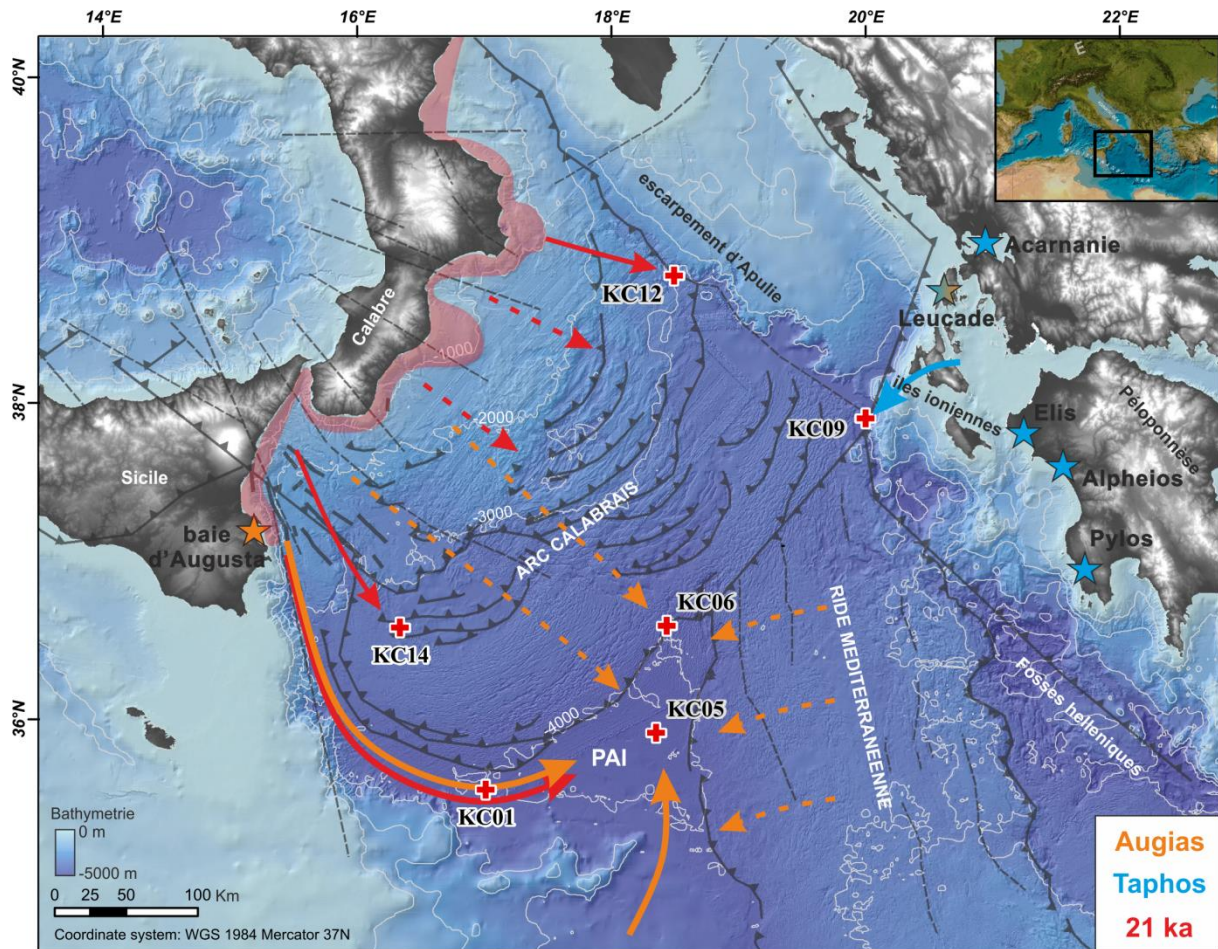 14°E
16°E
18°E
20°E
22°E
40°N
38°N
36°N
E
escarpement d'Apulie
Acarnanie
KC12
Leucade
Calabre
-1000
îles ioniennes
Elis
Péloponnèse
KC09
-2000
Alpheios
Sicile
-3000
baie
d'Augusta
ARC CALABRAIS
Pylos
KC06
KC14
RIDE MEDITERRANEENNE
Fosses helleniques
-4000
KC05
PAI
KC01
Bathymetrie
0 m
-5000 m
0 25 50 100 Km
Coordinate system: WGS 1984 Mercator 37N
Augias
Taphos
21 ka